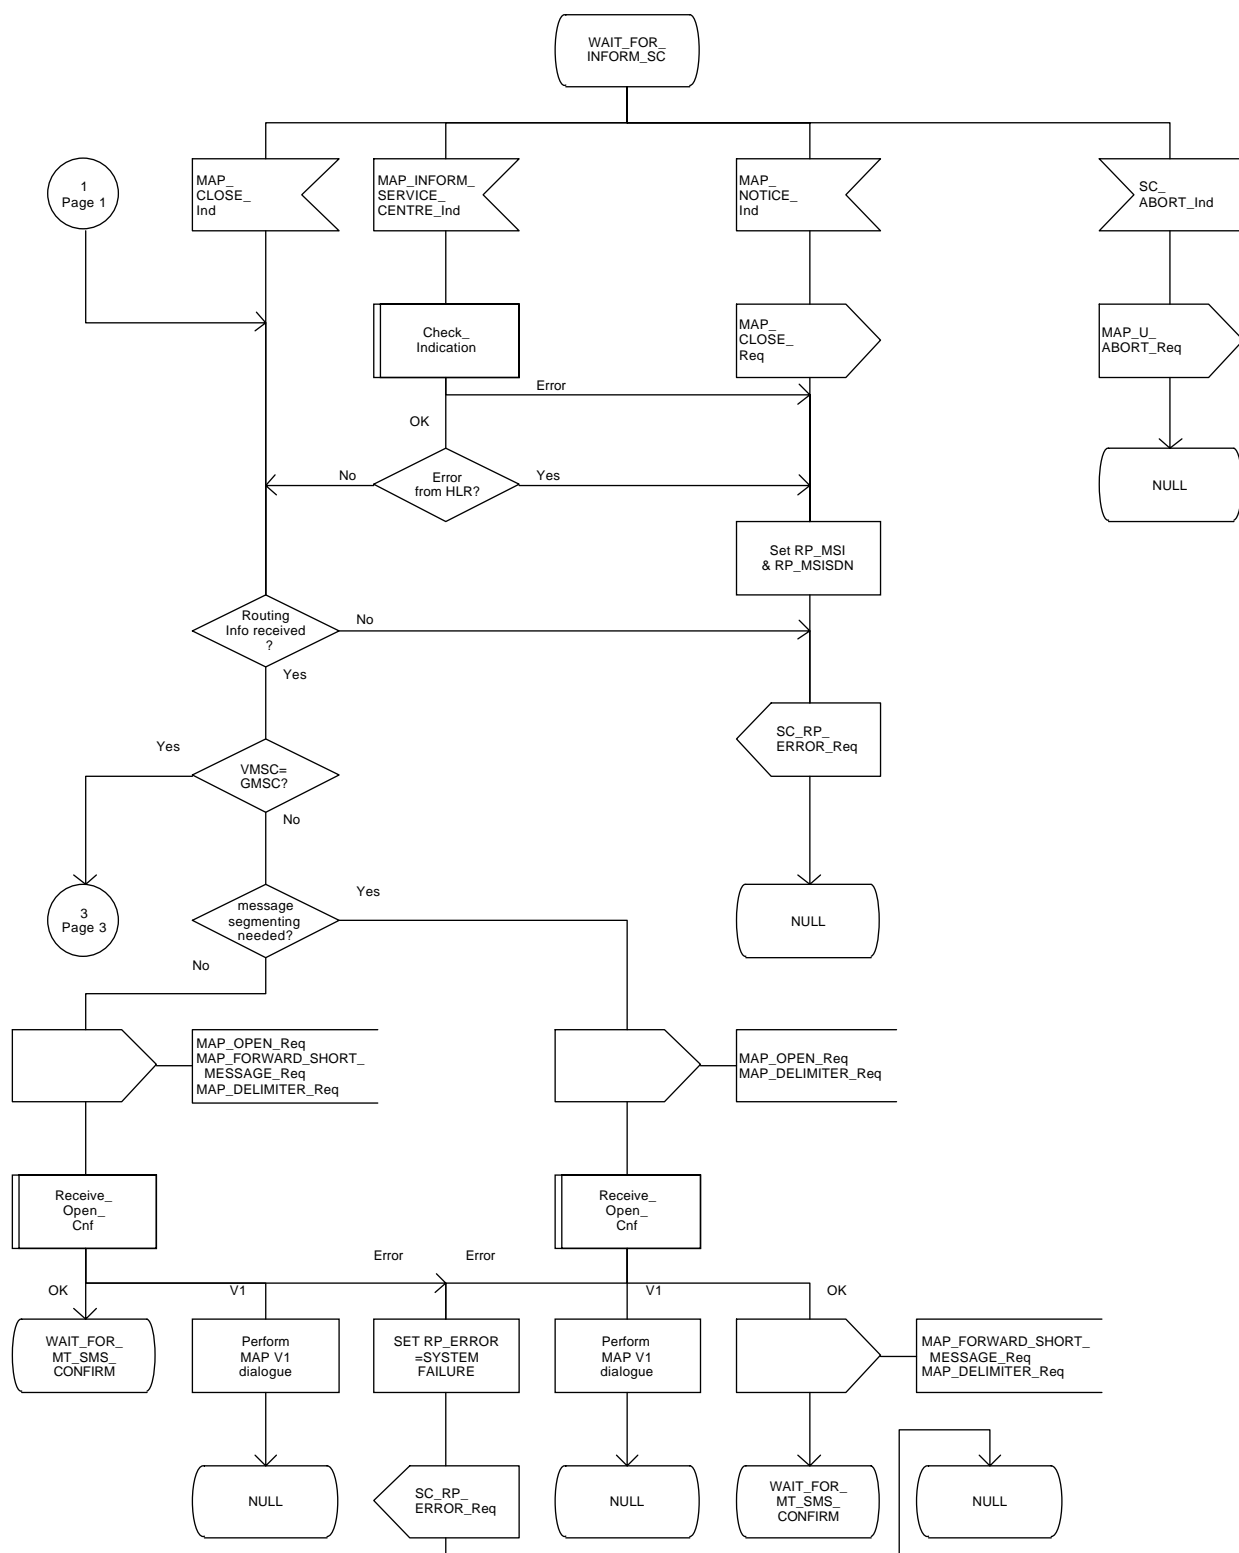 WAIT_FOR_
INFORM_SC
1
Page 1
MAP_
CLOSE_
Ind
MAP_INFORM_
SERVICE_
CENTRE_Ind
MAP_
NOTICE_
Ind
SC_
ABORT_Ind
Check_
Indication
MAP_
CLOSE_
Req
MAP_U_
ABORT_Req
Error
OK
No
Error
from HLR?
Yes
NULL
Set RP_MSI
& RP_MSISDN
Routing
Info received
?
No
Yes
SC_RP_
ERROR_Req
Yes
VMSC=
GMSC?
No
Yes
3
Page 3
message
segmenting
needed?
NULL
No
MAP_OPEN_Req
MAP_FORWARD_SHORT_
MESSAGE_Req
MAP_DELIMITER_Req
MAP_OPEN_Req
MAP_DELIMITER_Req
Receive_
Open_
Cnf
Receive_
Open_
Cnf
Error
Error
OK
V1
V1
OK
WAIT_FOR_
MT_SMS_
CONFIRM
Perform
MAP V1
dialogue
SET RP_ERROR
=SYSTEM
FAILURE
Perform
MAP V1
dialogue
MAP_FORWARD_SHORT_
MESSAGE_Req
MAP_DELIMITER_Req
NULL
SC_RP_
ERROR_Req
NULL
WAIT_FOR_
MT_SMS_
CONFIRM
NULL